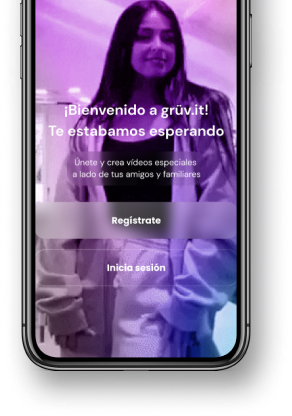 ¡Bienvenido a grüv.it!
Te estabamos esperando
Únete y crea vídeos especiales
a lado de tus amigos y familiares
Regístrate
Inicia sesión